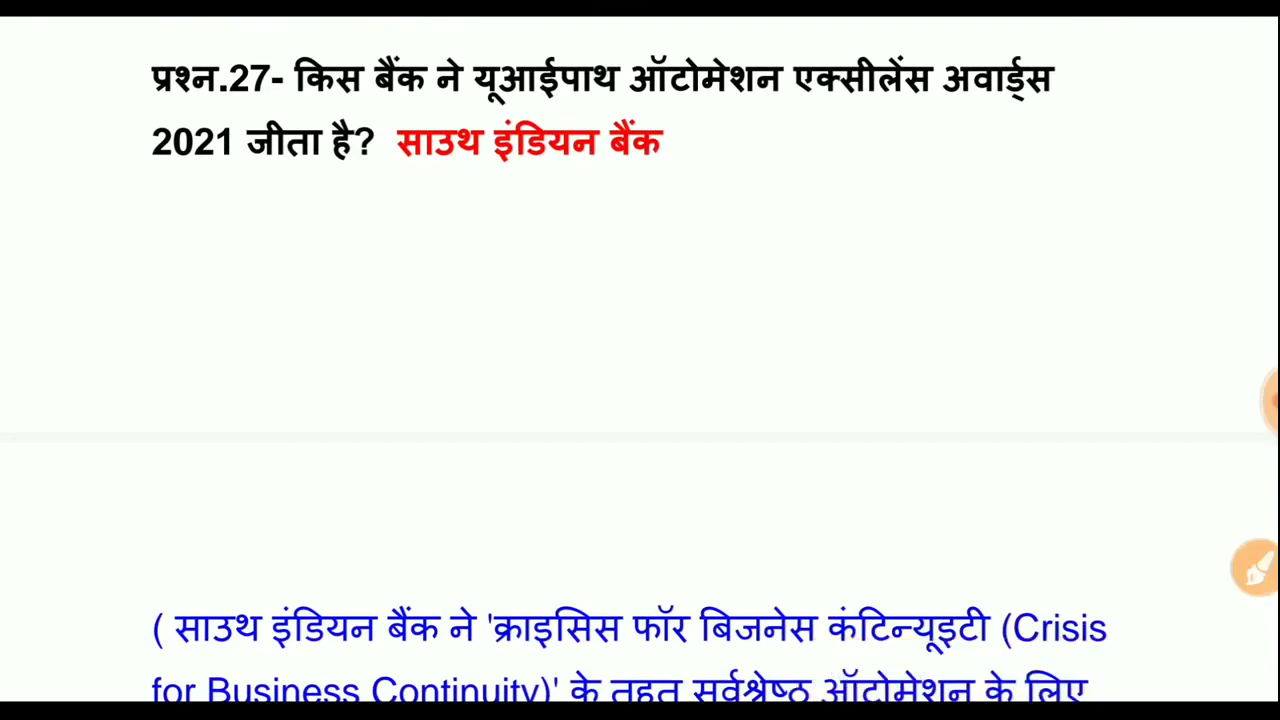 प्रश्न.27- किस बैंक ने यूआईपाथ ऑटोमेशन एक्सीलेंस अवार्ड्स
2021 जीता है? साउथ इंडियन बैंक
( साउथ इंडियन बैंक ने 'क्राइसिस फॉर बिजनेस कंटिन्यूइटी (Crisis
for Business Continuity)' के तहत सर्वश्रेष्ठ ऑटोमेशन के लिए